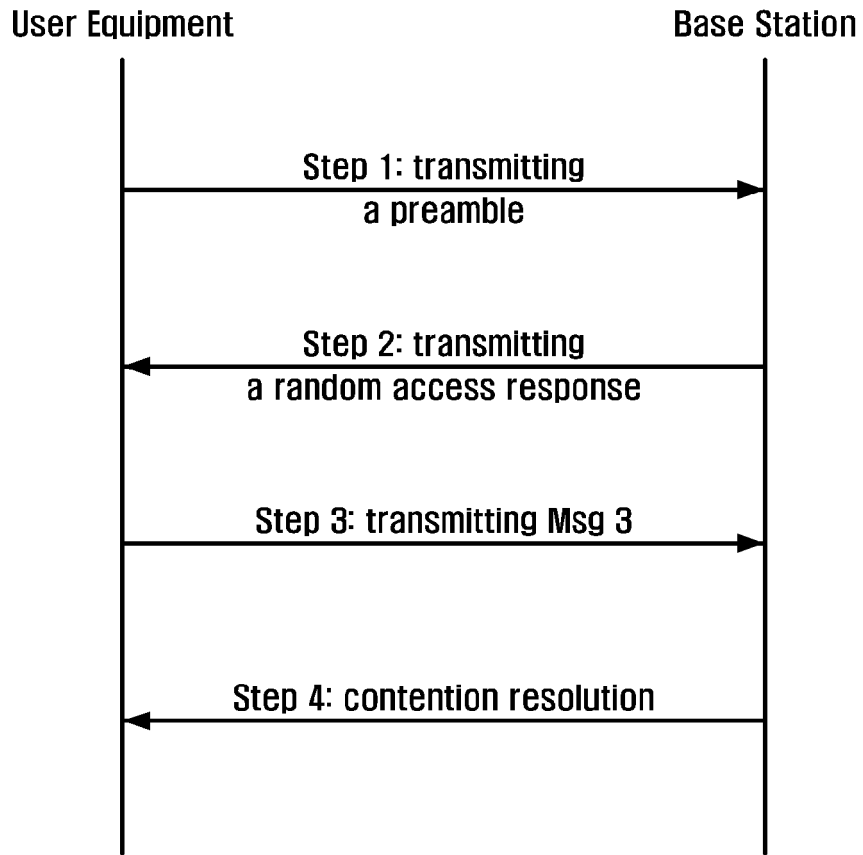 User Equipment
Base Station
Step 1: transmitting
a preamble
Step 2: transmitting
a random access response
Step 3: transmitting Msg 3
Step 4: contention resolution